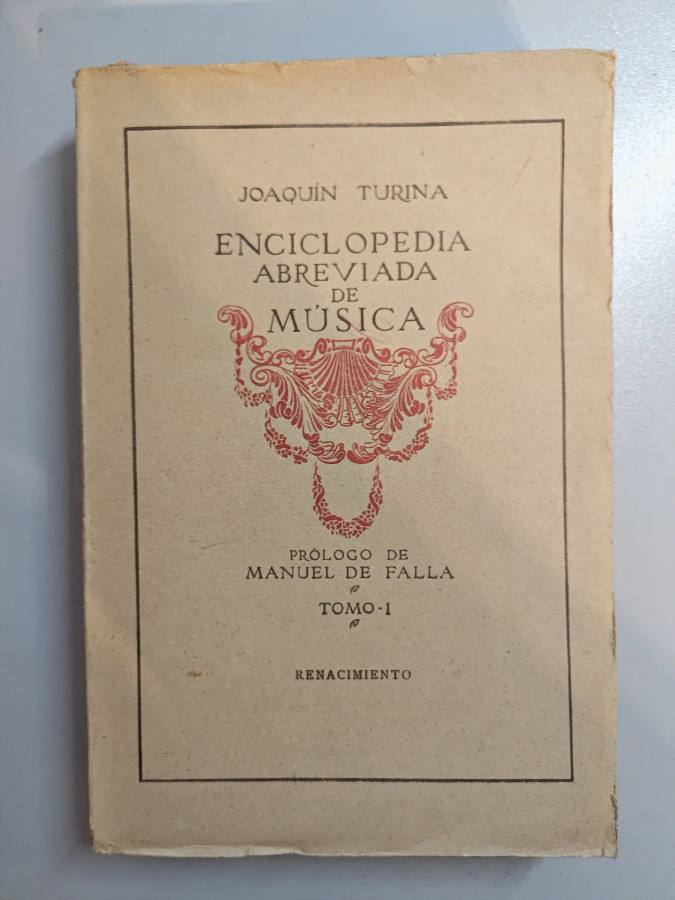 JOAQUÍN TURINA
ENCICLOPEDIA
ABREVIADA
DE
MÚSICA
PRÓLOGO DE
MANUEL DE FALLA
TOMO-I
RENACIMIENTO